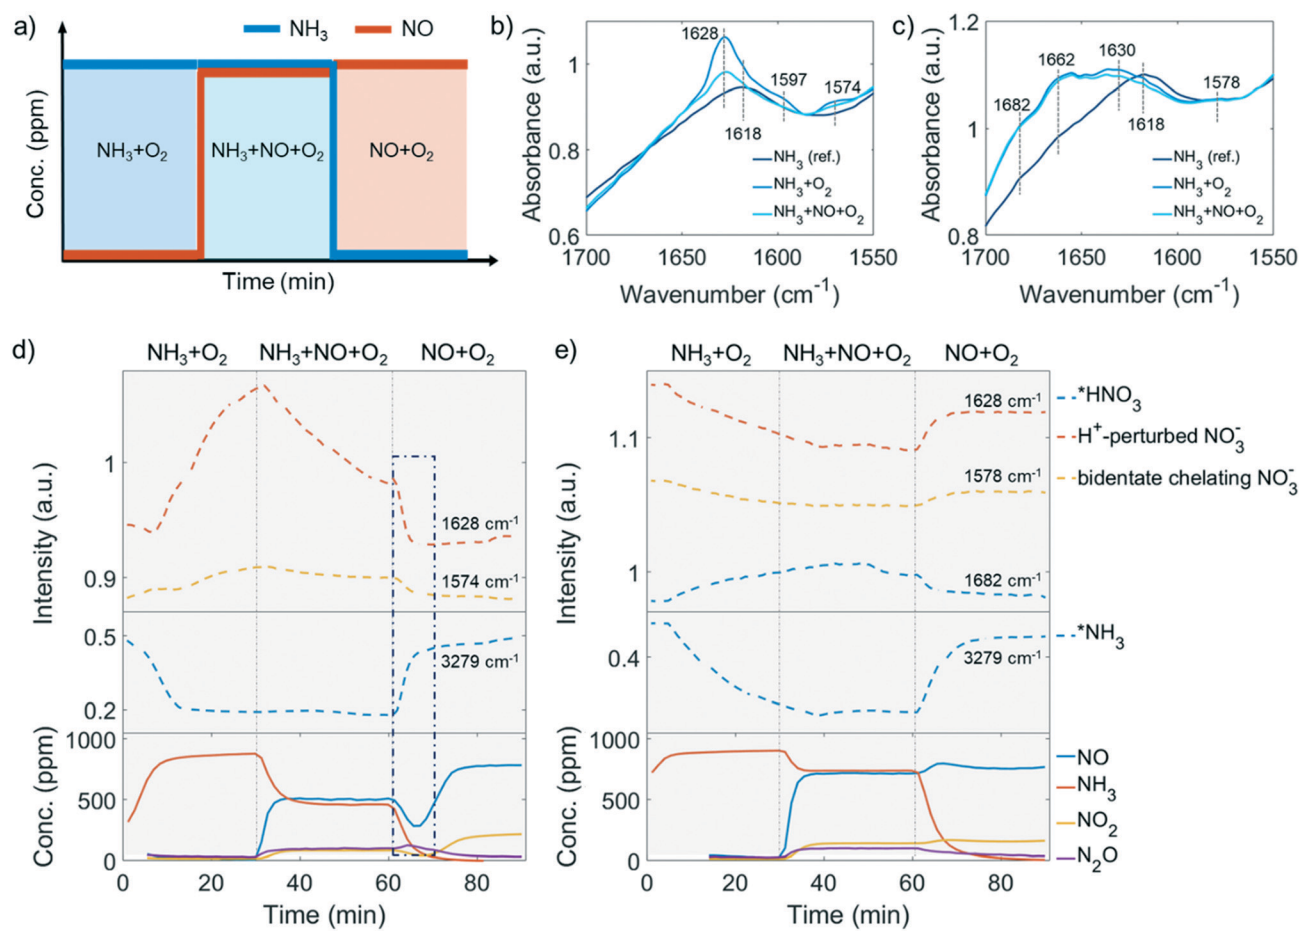 a)
NH3 NO
Conc. (ppm)
NH3+O2
NH3+NO+O2
NO+O2
Time (min)
b)
Absorbance (a.u.)
1
0.8
0.6
1628
1597
1574
1618
NH3 (ref.)
NH3+O2
NH3+NO+O2
1700 1650 1600 1550
Wavenumber (cm-1)
c)
Absorbance (a.u.)
1.2
1
0.8
1662
1630
1682
1578
1618
NH3 (ref.)
NH3+O2
NH3+NO+O2
1700 1650 1600 1550
Wavenumber (cm-1)
d)
NH3+O2 NH3+NO+O2 NO+O2
Intensity (a.u.)
1
0.9
1628 cm-1
1574 cm-1
0.5
0.2
3279 cm-1
Conc. (ppm)
1000
500
0
0 20 40 60 80
Time (min)
e)
NH3+O2 NH3+NO+O2 NO+O2
Intensity (a.u.)
1.1
1
1628 cm-1
1578 cm-1
1682 cm-1
0.4
3279 cm-1
Conc. (ppm)
1000
500
0
0 20 40 60 80
Time (min)
*HNO3
H+-perturbed NO3-
bidentate chelating NO3-
*NH3
NO
NH3
NO2
N2O